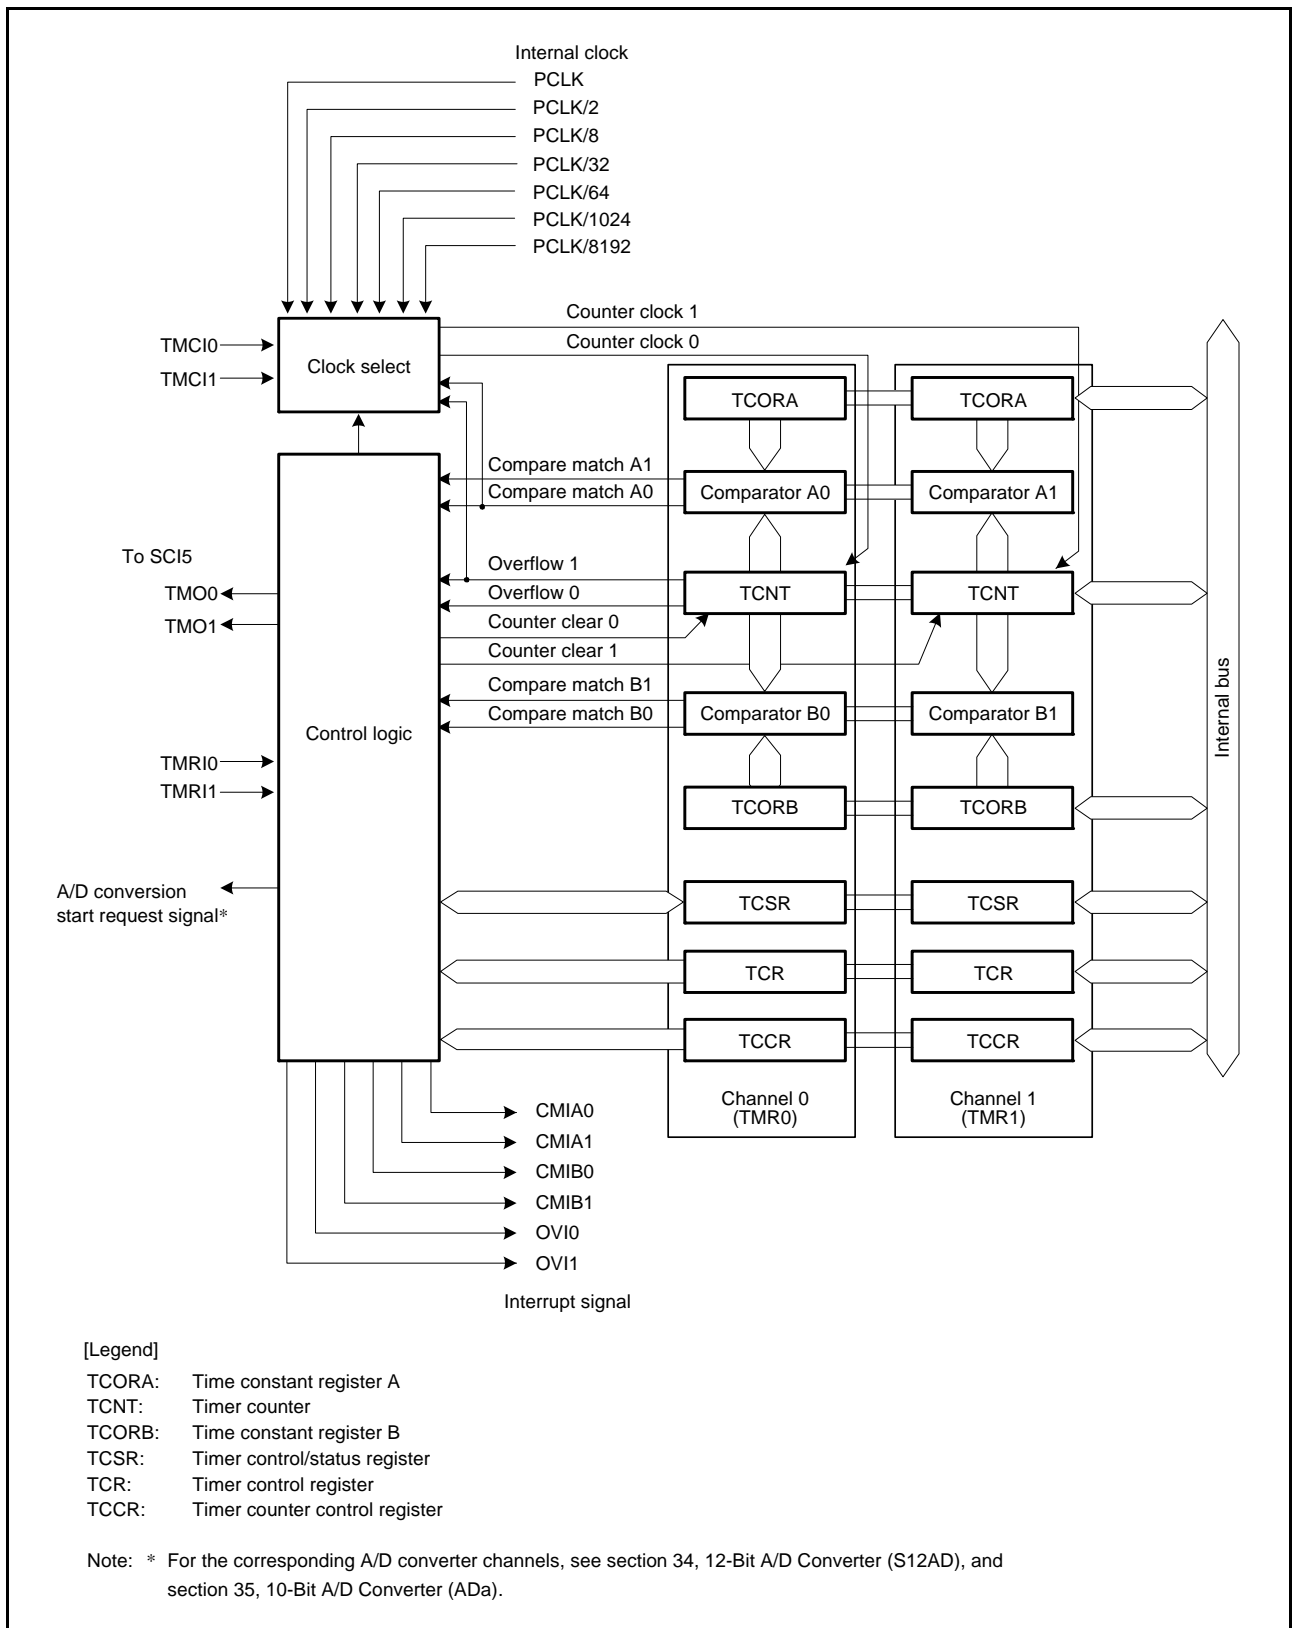 Internal clock
PCLK
PCLK/2
PCLK/8
PCLK/32
PCLK/64
PCLK/1024
PCLK/8192
Counter clock 1
Counter clock 0
TMCI0
TMCI1
Clock select
TCORA
TCORA
Compare match A1
Compare match A0
Comparator A0
Comparator A1
To SCI5
TMO0
TMO1
Overflow 1
Overflow 0
Counter clear 0
Counter clear 1
TCNT
TCNT
Compare match B1
Compare match B0
Comparator B0
Comparator B1
Control logic
Internal bus
TMRI0
TMRI1
TCORB
TCORB
A/D conversion
start request signal*
TCSR
TCSR
TCR
TCR
TCCR
TCCR
Channel 0
(TMR0)
Channel 1
(TMR1)
CMIA0
CMIA1
CMIB0
CMIB1
OVI0
OVI1
Interrupt signal
[Legend]
TCORA: Time constant register A
TCNT: Timer counter
TCORB: Time constant register B
TCSR: Timer control/status register
TCR: Timer control register
TCCR: Timer counter control register
Note: * For the corresponding A/D converter channels, see section 34, 12-Bit A/D Converter (S12AD), and
section 35, 10-Bit A/D Converter (ADa).